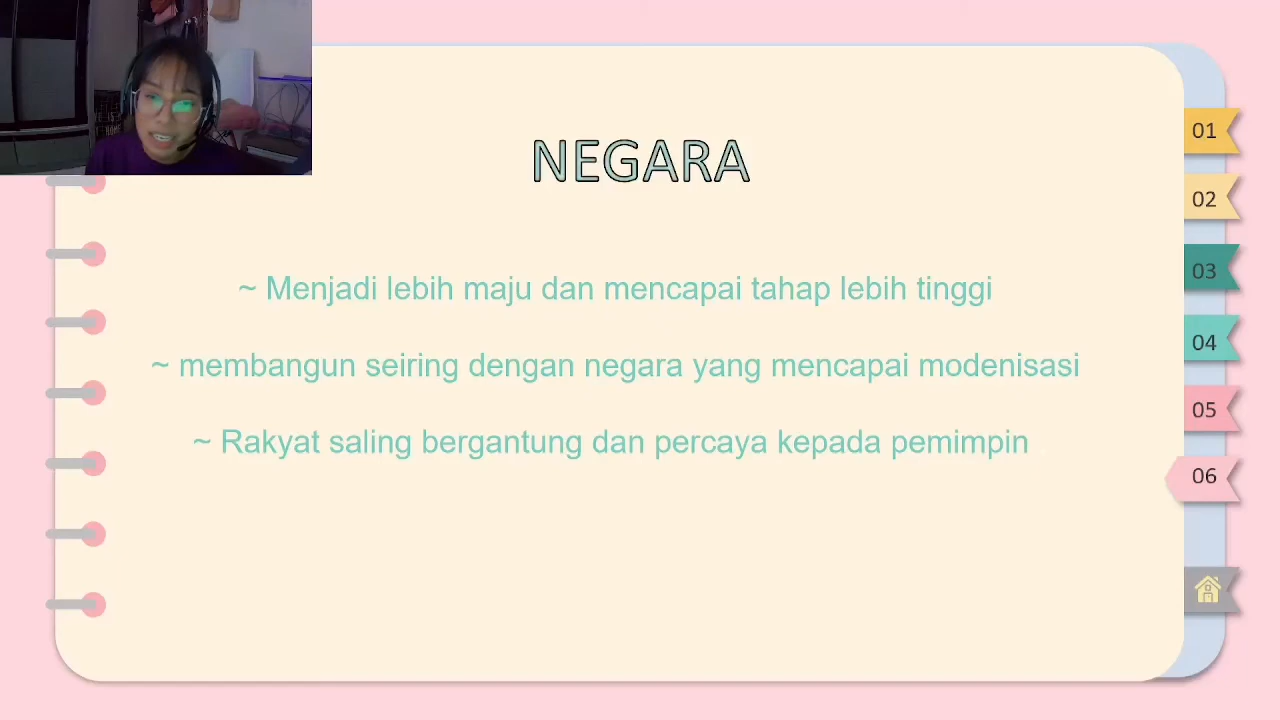 NEGARA
~ Menjadi lebih maju dan mencapai tahap lebih tinggi
~ membangun seiring dengan negara yang mencapai modenisasi
~ Rakyat saling bergantung dan percaya kepada pemimpin
01
02
03
04
05
06